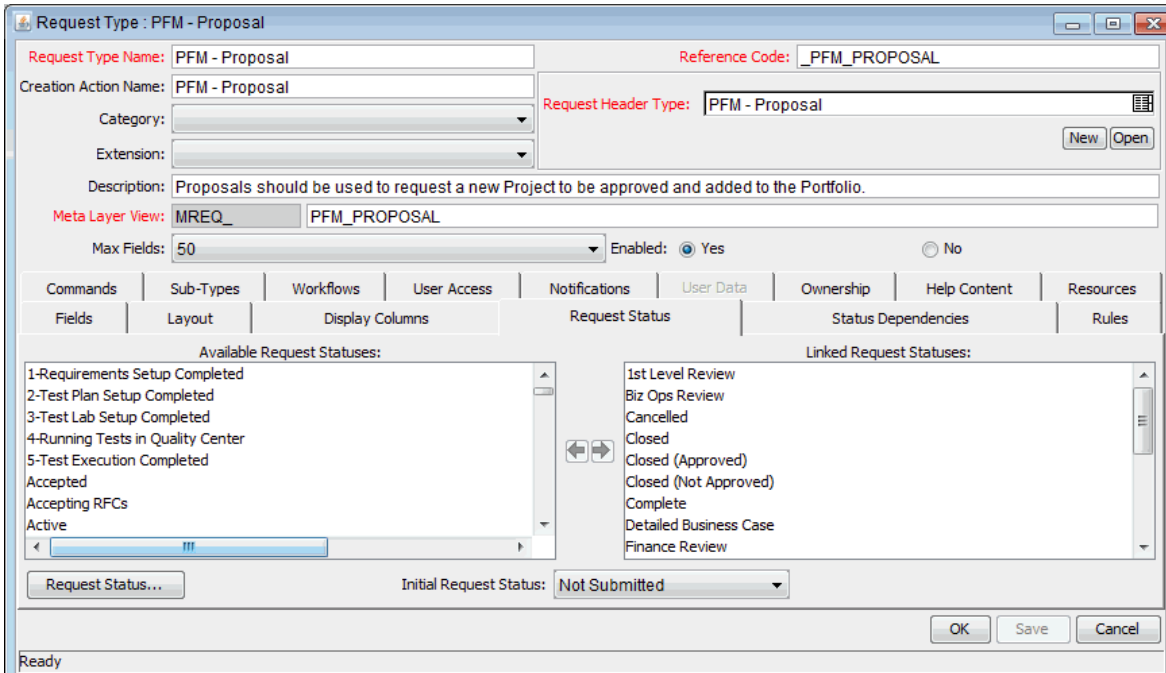 Request Type : PFM - Proposal
Request Type Name: PFM - Proposal Reference Code: _PFM_PROPOSAL
Creation Action Name: PFM - Proposal
Request Header Type: PFM - Proposal
Category:
New Open
Extension:
Description: Proposals should be used to request a new Project to be approved and added to the Portfolio.
Meta Layer View: MREQ_ PFM_PROPOSAL
Max Fields: 50 Enabled: Yes No
Commands Sub-Types Workflows User Access Notifications User Data Ownership Help Content Resources
Fields Layout Display Columns Request Status Status Dependencies Rules
Available Request Statuses: Linked Request Statuses:
1-Requirements Setup Completed 1st Level Review
2-Test Plan Setup Completed Biz Ops Review
3-Test Lab Setup Completed Cancelled
4-Running Tests in Quality Center Closed
5-Test Execution Completed Closed (Approved)
Accepted Closed (Not Approved)
Accepting RFCs Complete
Active Detailed Business Case
Finance Review
Request Status... Initial Request Status: Not Submitted
OK Save Cancel
Ready